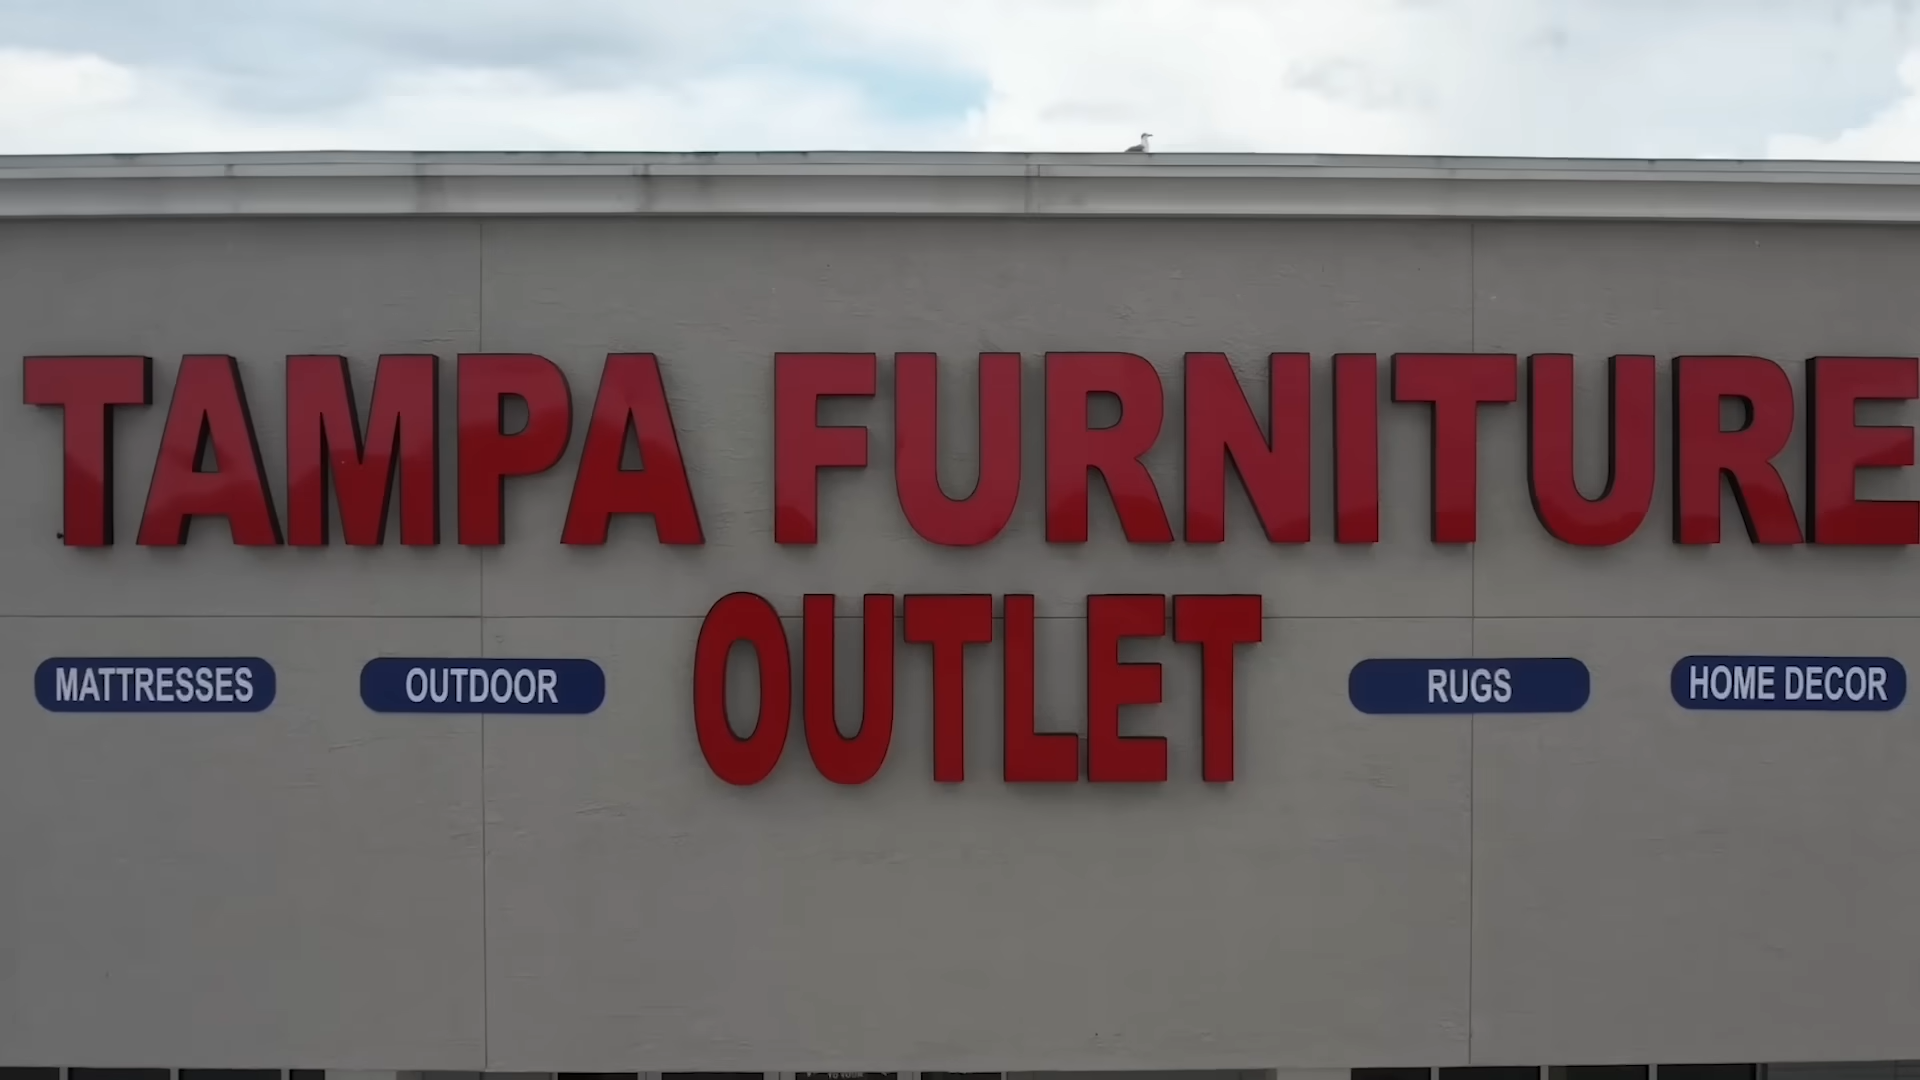 TAMPA FURNITURE
OUTLET
MATTRESSES
OUTDOOR
RUGS
HOME DECOR